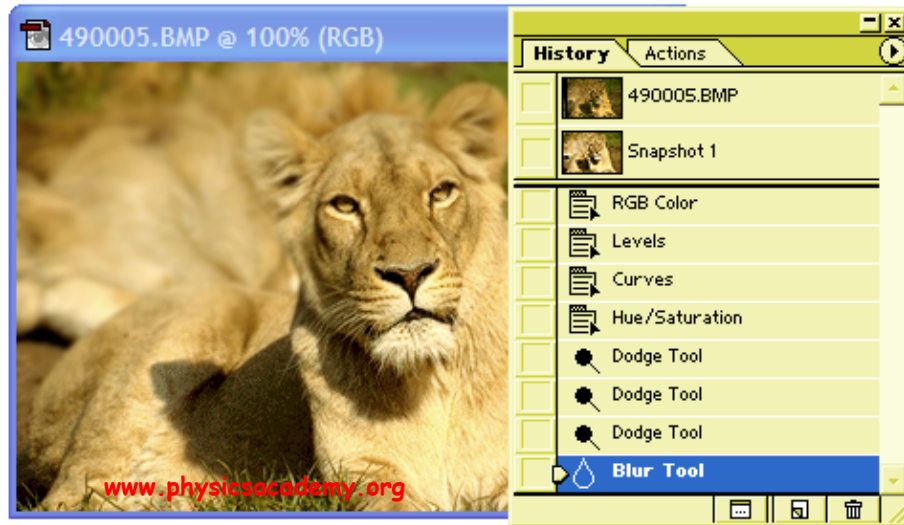 490005.BMP @ 100% (RGB)
History
Actions
490005.BMP
Snapshot 1
RGB Color
Levels
Curves
Hue/Saturation
Dodge Tool
Dodge Tool
Dodge Tool
Blur Tool
www.physicsacademy.org